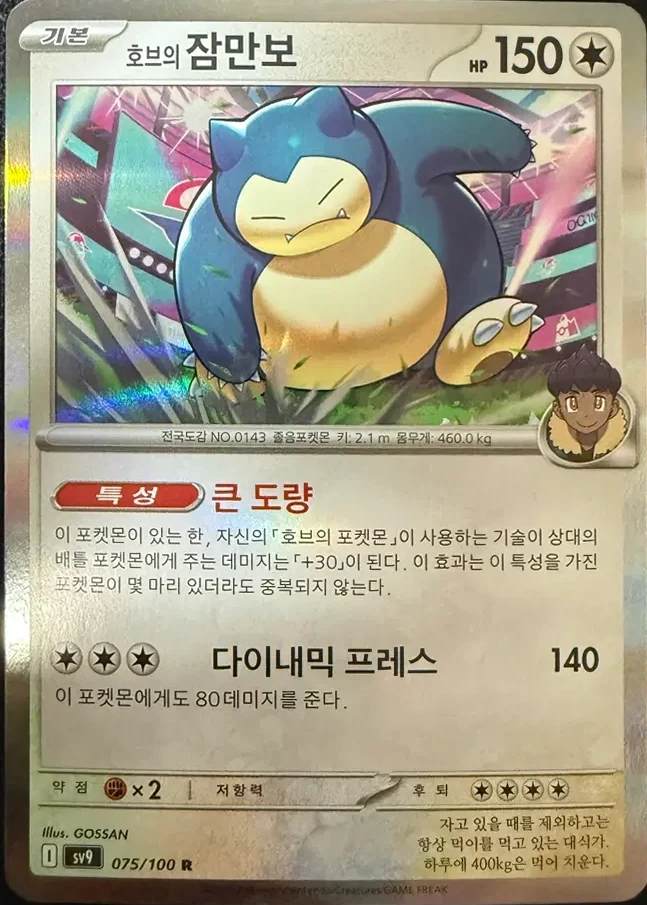 기본 호브의 잠만보 HP 150
전국도감 NO.0143 졸음포켓몬 키: 2.1 m 몸무게: 460.0 kg
특성 큰 도량
이 포켓몬이 있는 한, 자신의 「호브의 포켓몬」이 사용하는 기술이 상대의
배틀 포켓몬에게 주는 데미지는 「+30」이 된다. 이 효과는 이 특성을 가진
포켓몬이 몇 마리 있더라도 중복되지 않는다.
다이내믹 프레스 140
이 포켓몬에게도 80데미지를 준다.
약점 ×2 저항력 후퇴
Illus. GOSSAN
I sv9 075/100 R
자고 있을 때를 제외하고는
항상 먹이를 먹고 있는 대식가.
하루에 400kg은 먹어 치운다.
Creatures/GAME FREAK